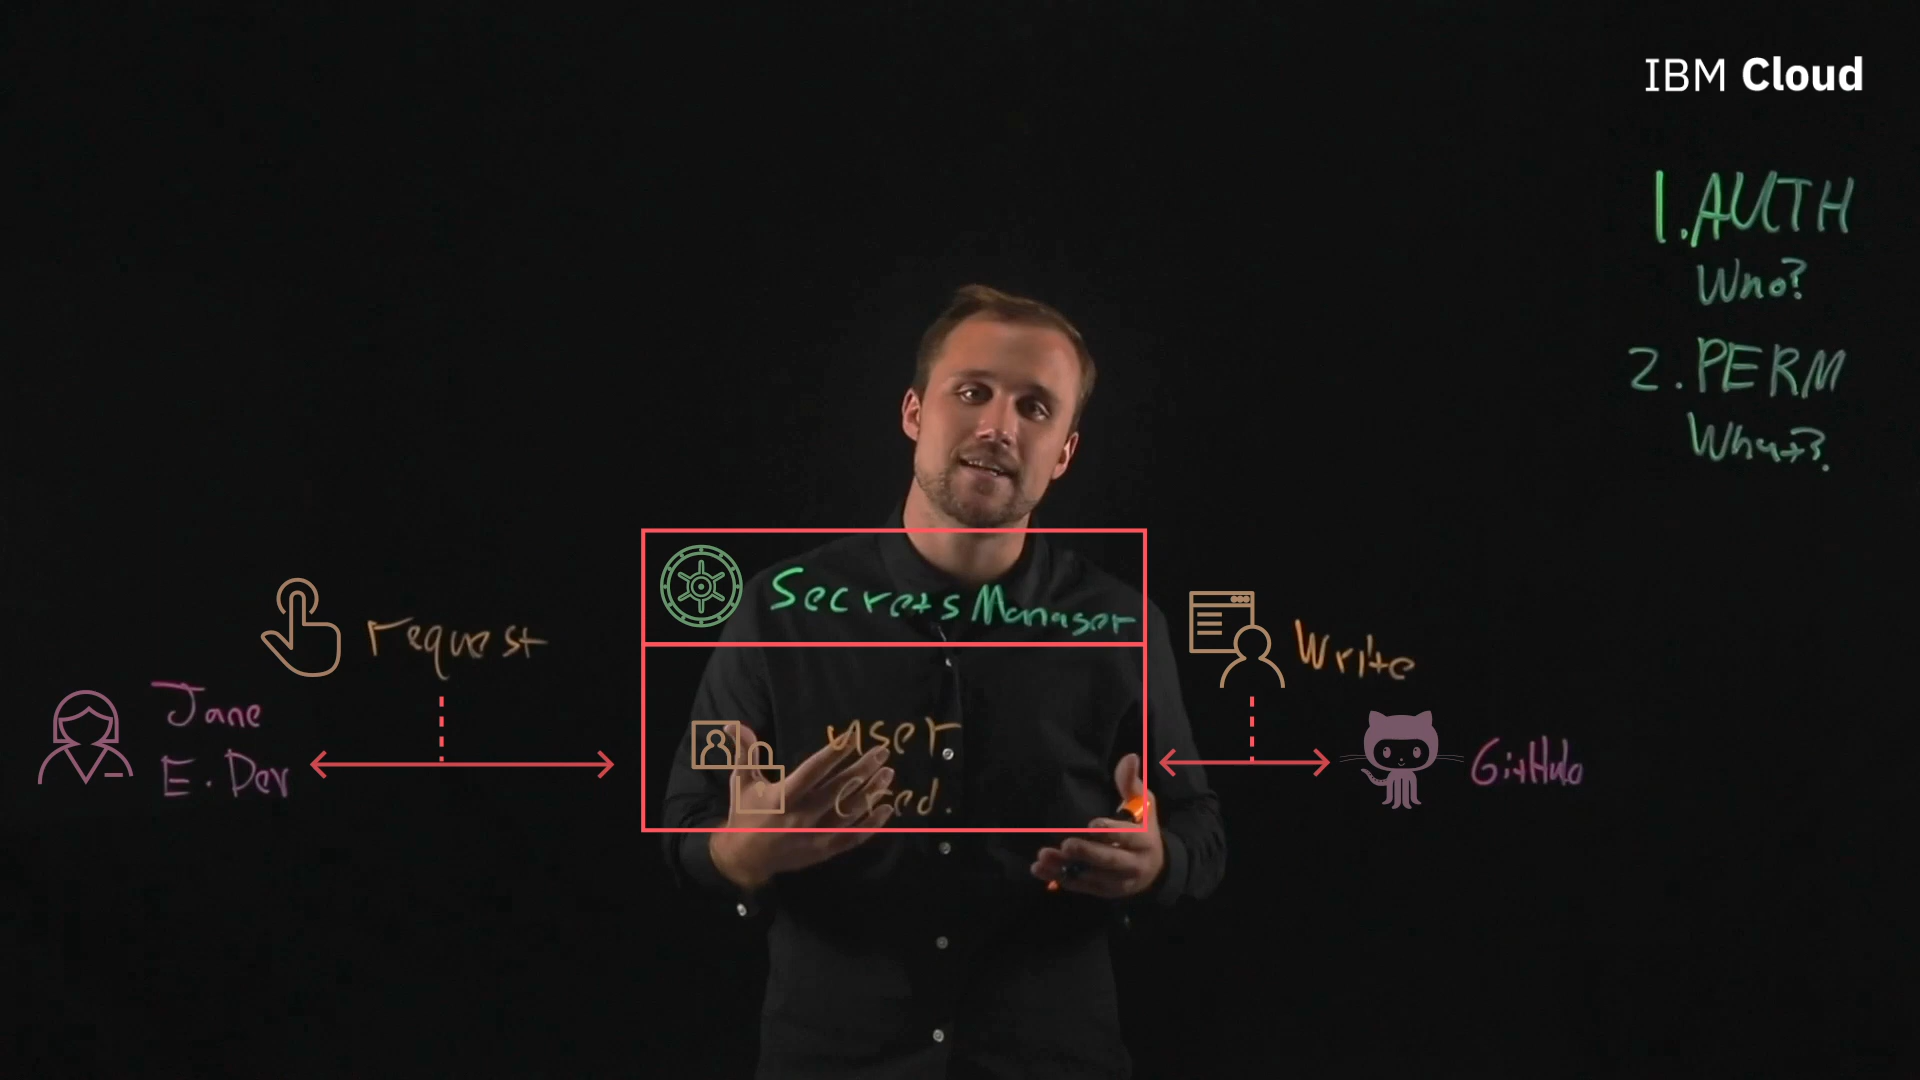 IBM Cloud
1. AUTH
Who?
2. PERM
What?
Secrets Manager
request
Write
Jane
E. Dev
user
cred.
GitHub